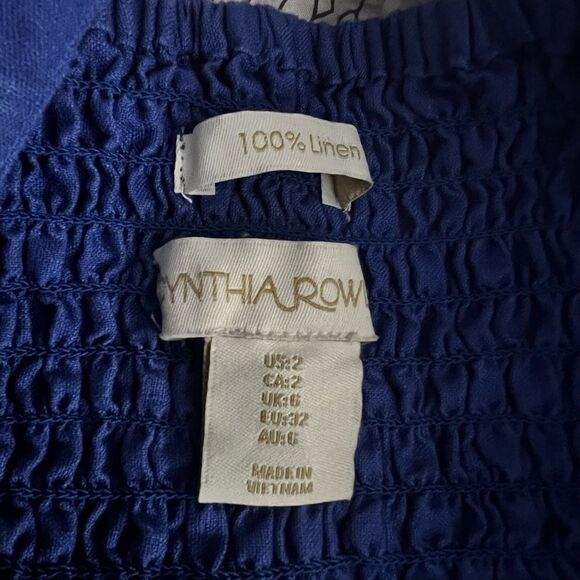 100% Linen
YNTHIA ROW
US:2
CA:2
UK:6
EU:32
AU:6
MADE IN
VIETNAM